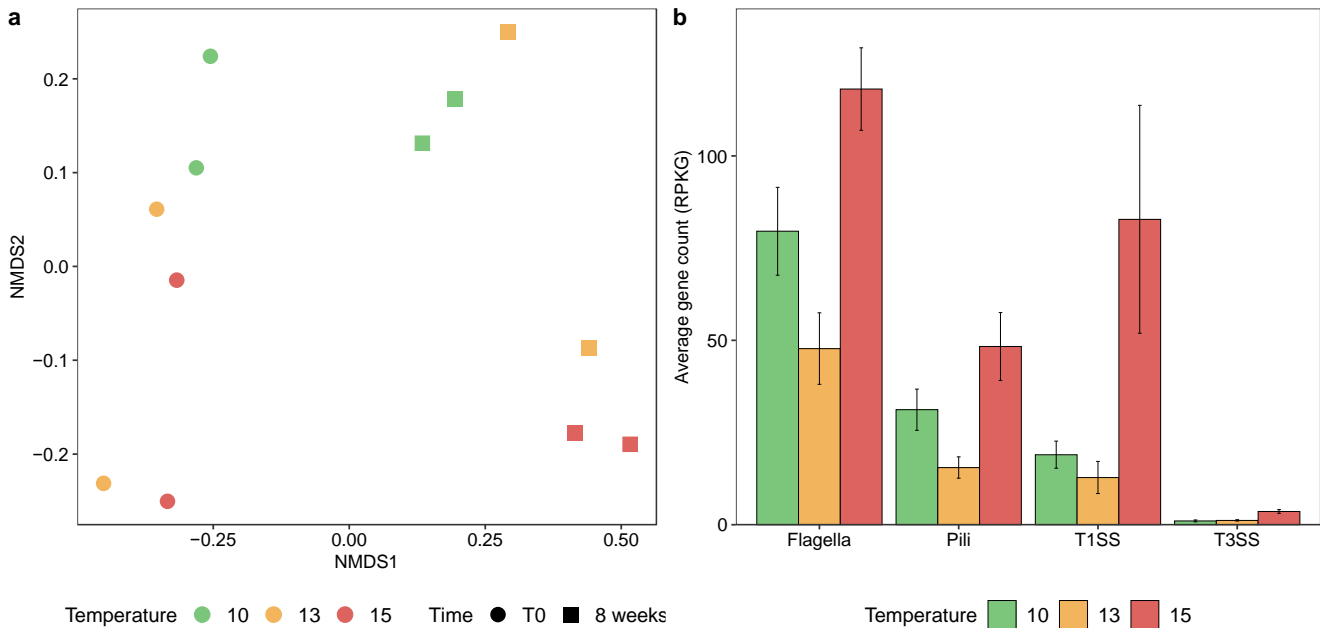 a
0.2
0.1
0.0
−0.1
−0.2
NMDS2
−0.25
0.00
0.25
0.50
NMDS1
Temperature 10 13 15 Time T0 8 weeks
b
100
50
0
Average gene count (RPKG)
Flagella
Pili
T1SS
T3SS
Temperature 10 13 15